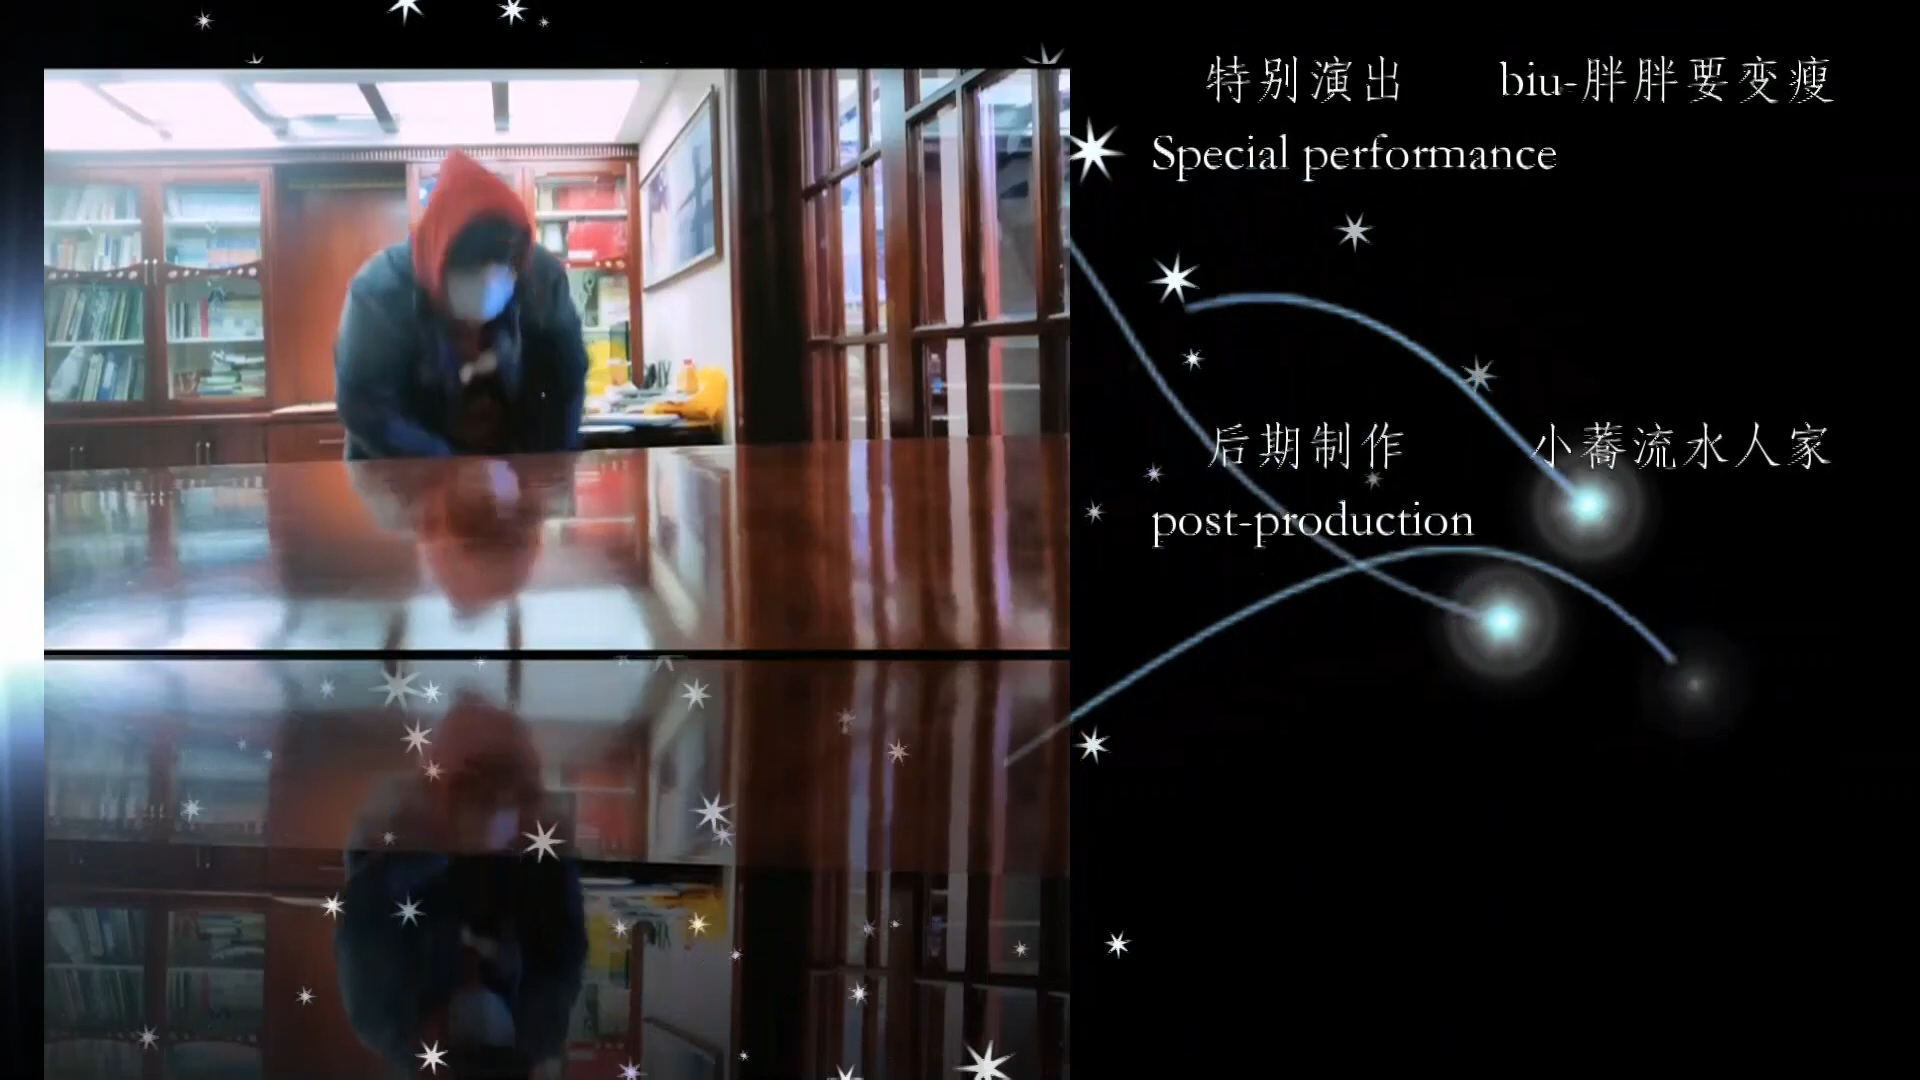 特别演出 biu-胖胖要变瘦
Special performance
后期制作 小蕎流水人家
post-production